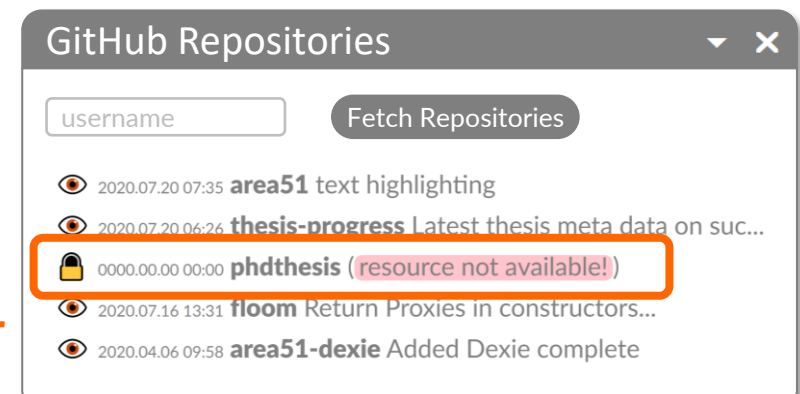 GitHub Repositories
username Fetch Repositories
2020.07.20 07:35 area51 text highlighting
2020.07.20 06:26 thesis-progress Latest thesis meta data on suc...
0000.00.00 00:00 phdthesis (resource not available!)
2020.07.16 13:31 floom Return Proxies in constructors...
2020.04.06 09:58 area51-dexie Added Dexie complete